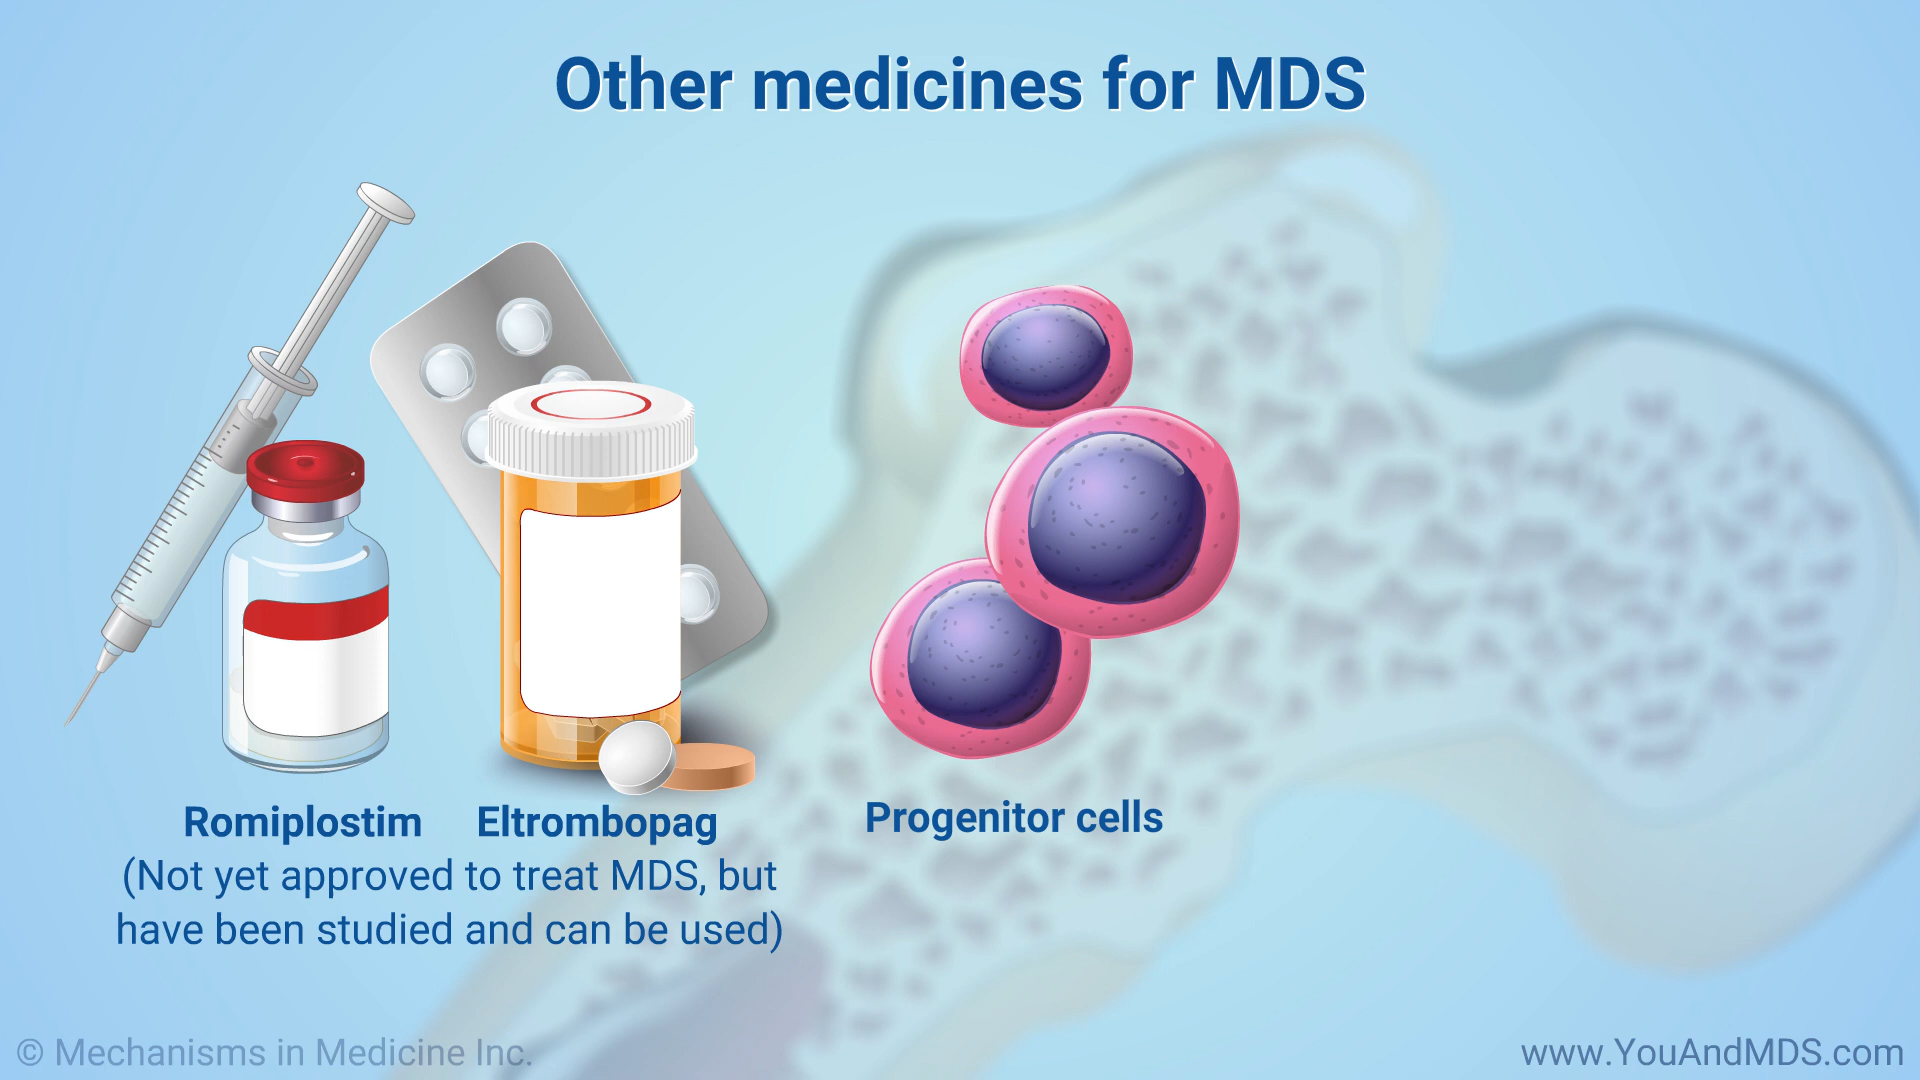 Other medicines for MDS
Romiplostim Eltrombopag
(Not yet approved to treat MDS, but
have been studied and can be used)
Progenitor cells
© Mechanisms in Medicine Inc.
www.YouAndMDS.com